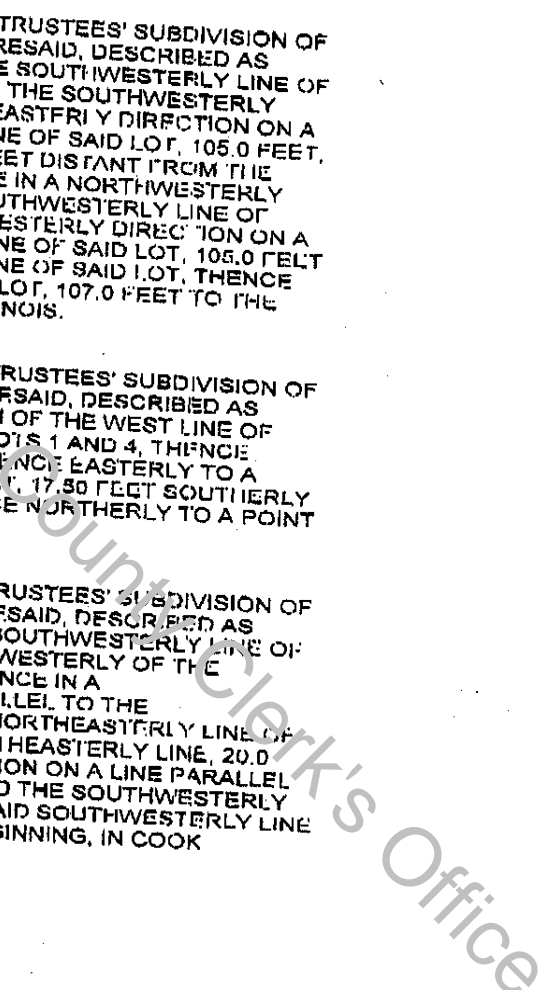 TRUSTEES' SUBDIVISION OF
RESAID, DESCRIBED AS
E SOUTHWESTERLY LINE OF
THE SOUTHWESTERLY
EASTERLY DIRECTION ON A
NE OF SAID LOT, 105.0 FEET,
EET DISTANT FROM THE
E IN A NORTHWESTERLY
UTHWESTERLY LINE OF
ESTERLY DIRECTION ON A
NE OF SAID LOT, 105.0 FEET
NE OF SAID LOT, THENCE
LOT, 107.0 FEET TO THE
NOIS.
RUSTEES' SUBDIVISION OF
ESAID, DESCRIBED AS
OF THE WEST LINE OF
OTS 1 AND 4, THENCE
ENCE EASTERLY TO A
17.50 FEET SOUTHERLY
CE NORTHERLY TO A POINT
RUSTEES' SUBDIVISION OF
ESAID, DESCRIBED AS
SOUTHWESTERLY LINE OF
WESTERLY OF THE
NCE IN A
LLEL TO THE
NORTHEASTERLY LINE OF
THEASTERLY LINE, 20.0
ION ON A LINE PARALLEL
O THE SOUTHWESTERLY
AID SOUTHWESTERLY LINE
GINNING, IN COOK
County Clerk's Office